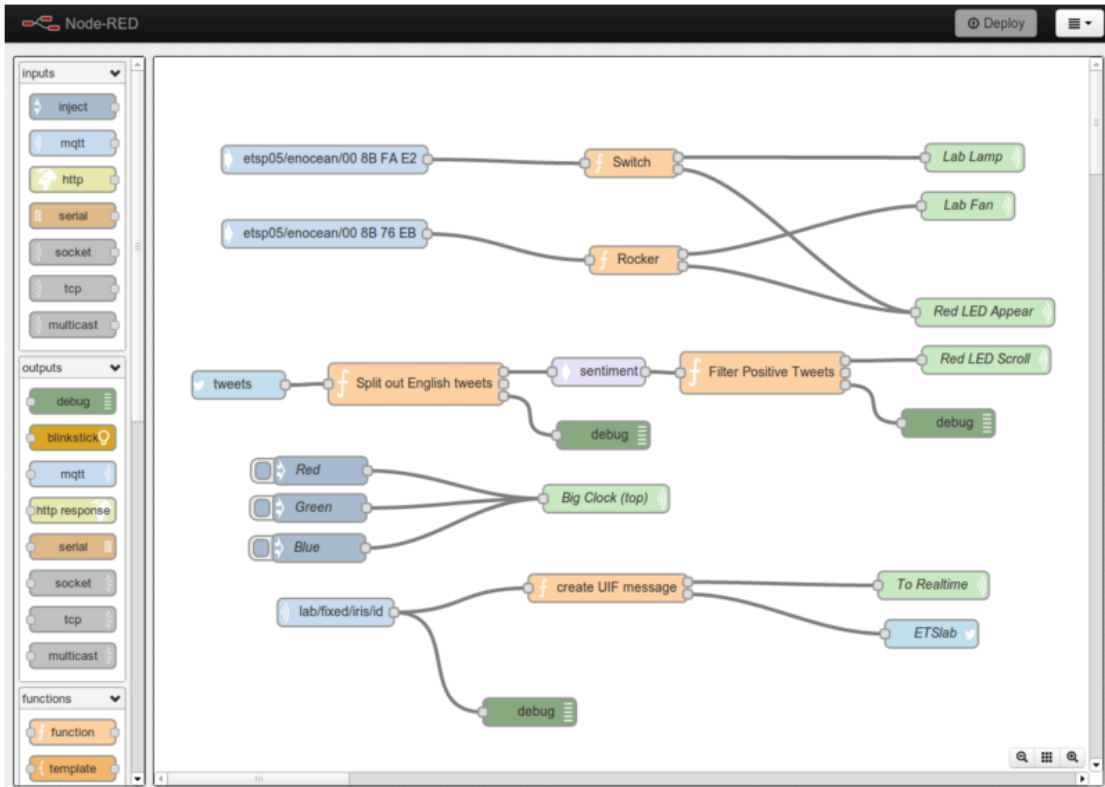 Node-RED
Deploy
inputs
inject
mqtt
http
serial
socket
tcp
multicast
outputs
debug
blinkstick
mqtt
http response
serial
socket
tcp
multicast
functions
function
template
etsp05/enocean/00 8B FA E2
Switch
Lab Lamp
Lab Fan
etsp05/enocean/00 8B 76 EB
Rocker
Red LED Appear
tweets
Split out English tweets
sentiment
Filter Positive Tweets
Red LED Scroll
debug
debug
Red
Green
Blue
Big Clock (top)
lab/fixed/iris/id
create UIF message
To Realtime
ETSlab
debug